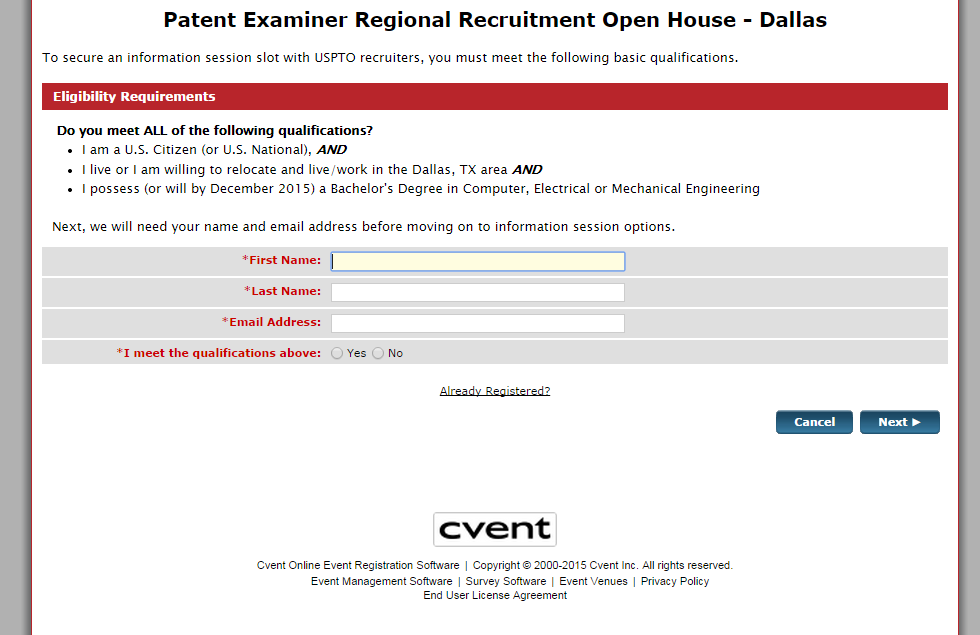 Patent Examiner Regional Recruitment Open House - Dallas
To secure an information session slot with USPTO recruiters, you must meet the following basic qualifications.
Eligibility Requirements
Do you meet ALL of the following qualifications?
• I am a U.S. Citizen (or U.S. National), AND
• I live or I am willing to relocate and live/work in the Dallas, TX area AND
• I possess (or will by December 2015) a Bachelor's Degree in Computer, Electrical or Mechanical Engineering
Next, we will need your name and email address before moving on to information session options.
*First Name:
*Last Name:
*Email Address:
*I meet the qualifications above: Yes No
Already Registered?
Cancel Next ►
cvent
Cvent Online Event Registration Software | Copyright © 2000-2015 Cvent Inc. All rights reserved.
Event Management Software | Survey Software | Event Venues | Privacy Policy
End User License Agreement